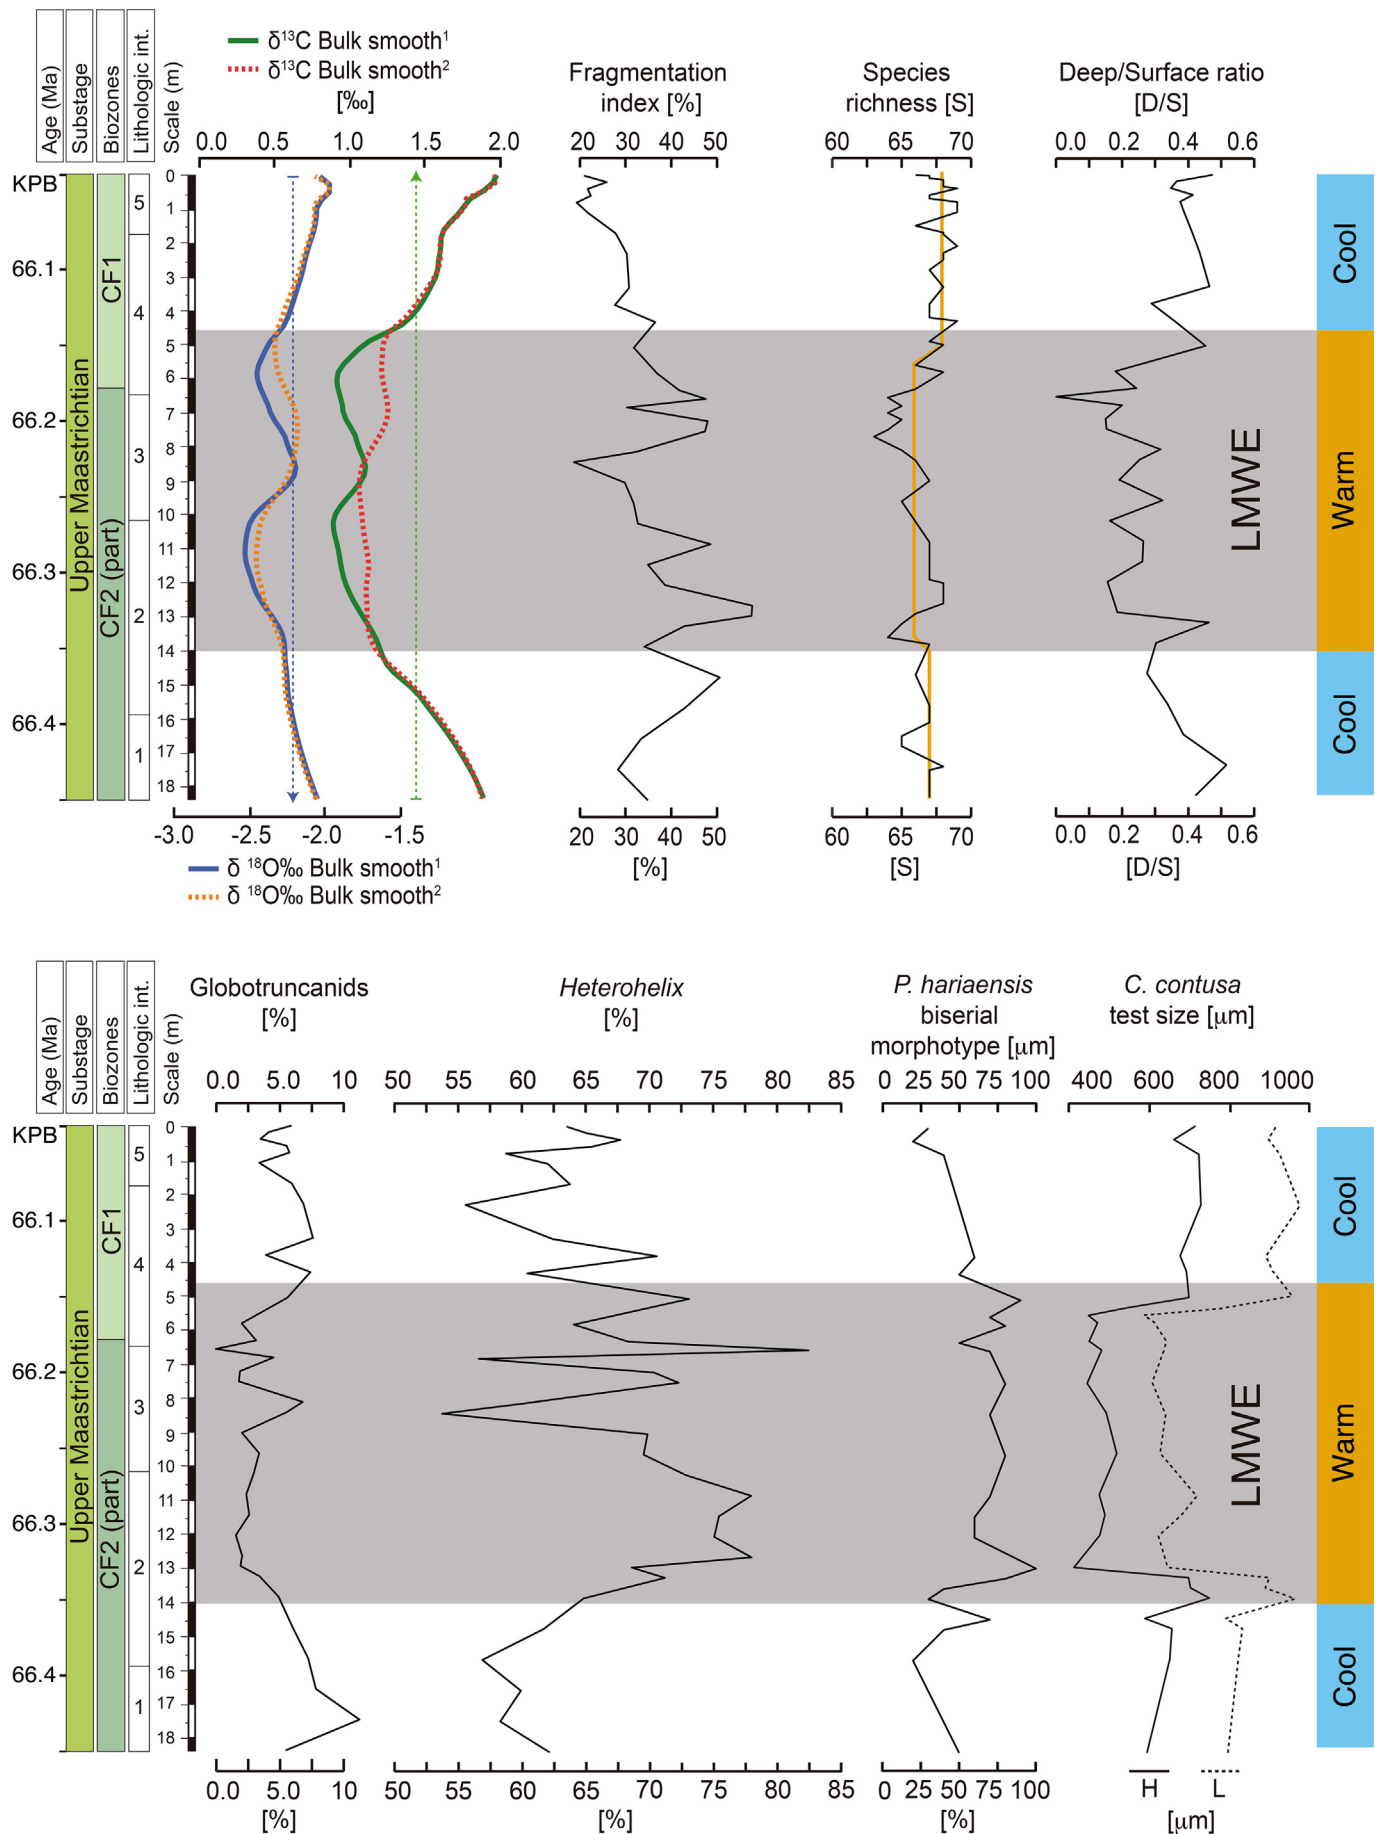 δ¹³C Bulk smooth¹
δ¹³C Bulk smooth²
[‰]
Fragmentation
index [%]
Species
richness [S]
Deep/Surface ratio
[D/S]
Age (Ma)
Substage
Biozones
Lithologic int.
Scale (m)
0.0 0.5 1.0 1.5 2.0
20 30 40 50
60 65 70
0.0 0.2 0.4 0.6
KPB
66.1
66.2
66.3
66.4
Upper Maastrichtian
CF1
CF2 (part)
5
4
3
2
1
0
1
2
3
4
5
6
7
8
9
10
11
12
13
14
15
16
17
18
LMWE
Cool
Warm
Cool
-3.0 -2.5 -2.0 -1.5
20 30 40 50
[%]
60 65 70
[S]
0.0 0.2 0.4 0.6
[D/S]
δ ¹⁸O‰ Bulk smooth¹
δ ¹⁸O‰ Bulk smooth²
Age (Ma)
Substage
Biozones
Lithologic int.
Scale (m)
Globotruncanids
[%]
Heterohelix
[%]
P. hariaensis
biserial
morphotype [μm]
C. contusa
test size [μm]
0.0 5.0 10
50 55 60 65 70 75 80 85
0 25 50 75 100
400 600 800 1000
KPB
66.1
66.2
66.3
66.4
Upper Maastrichtian
CF1
CF2 (part)
5
4
3
2
1
0
1
2
3
4
5
6
7
8
9
10
11
12
13
14
15
16
17
18
LMWE
Cool
Warm
Cool
0.0 5.0 10
[%]
50 55 60 65 70 75 80 85
[%]
0 25 50 75 100
[%]
H L
[μm]